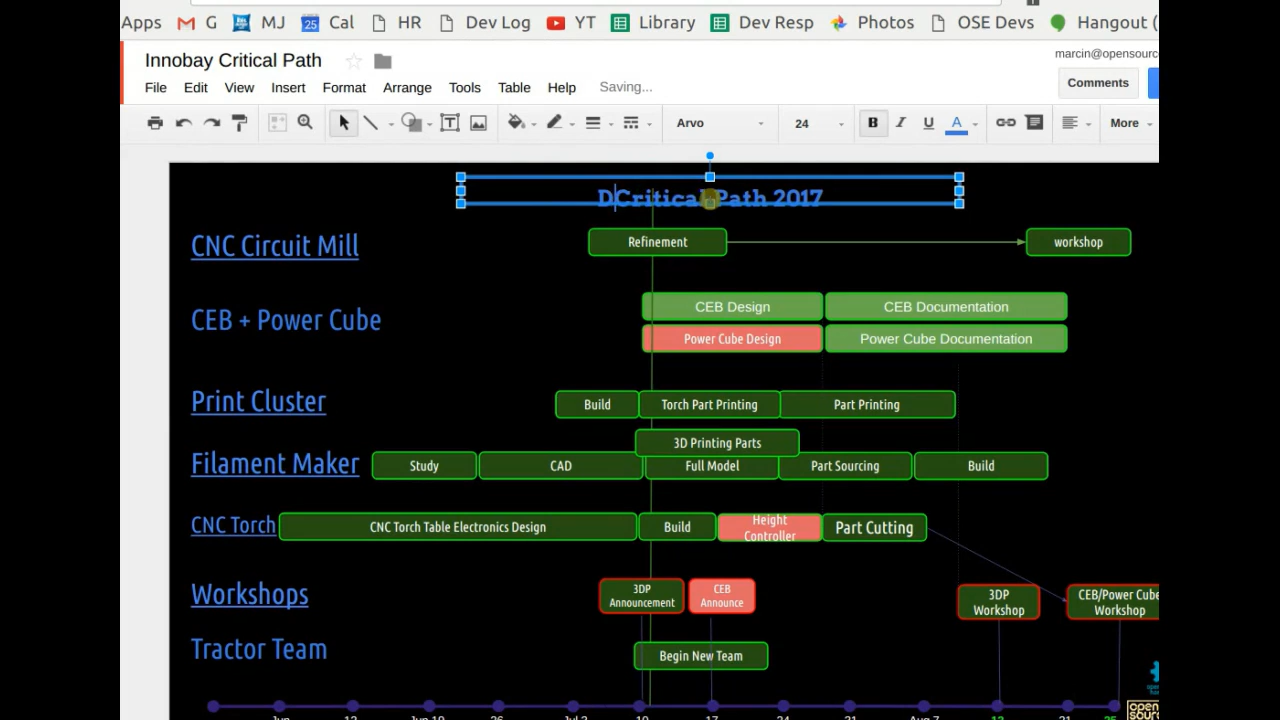 Apps G MJ 25 Cal HR Dev Log YT Library Dev Resp Photos OSE Devs Hangout (
Innobay Critical Path
marcin@opensourc
File Edit View Insert Format Arrange Tools Table Help Saving...
Comments
Arvo 24 B I U A More
DCritical Path 2017
CNC Circuit Mill Refinement workshop
CEB + Power Cube
CEB Design CEB Documentation
Power Cube Design Power Cube Documentation
Print Cluster Build Torch Part Printing Part Printing
3D Printing Parts
Filament Maker Study CAD Full Model Part Sourcing Build
CNC Torch CNC Torch Table Electronics Design Build Height Controller Part Cutting
Workshops
3DP Announcement
CEB Announce
3DP Workshop
CEB/Power Cube Workshop
Tractor Team Begin New Team